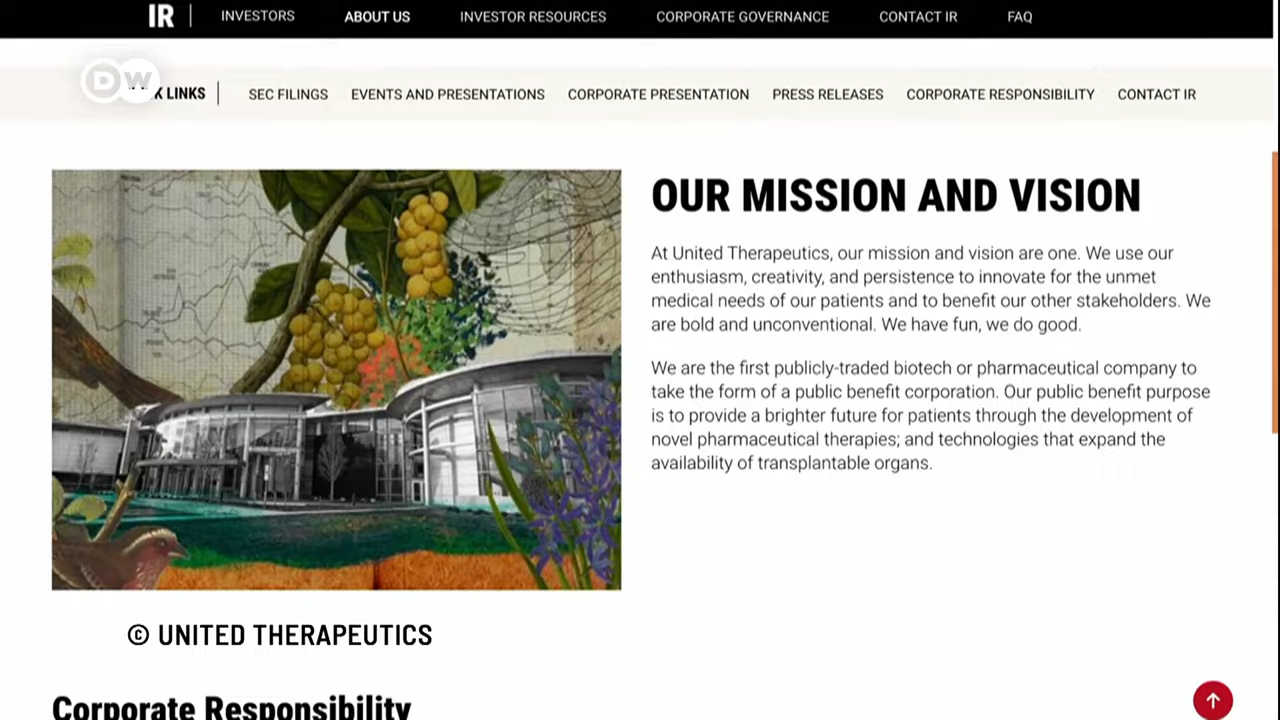 IR
INVESTORS
ABOUT US
INVESTOR RESOURCES
CORPORATE GOVERNANCE
CONTACT IR
FAQ
DW
LINKS
SEC FILINGS
EVENTS AND PRESENTATIONS
CORPORATE PRESENTATION
PRESS RELEASES
CORPORATE RESPONSIBILITY
CONTACT IR
OUR MISSION AND VISION
At United Therapeutics, our mission and vision are one. We use our
enthusiasm, creativity, and persistence to innovate for the unmet
medical needs of our patients and to benefit our other stakeholders. We
are bold and unconventional. We have fun, we do good.
We are the first publicly-traded biotech or pharmaceutical company to
take the form of a public benefit corporation. Our public benefit purpose
is to provide a brighter future for patients through the development of
novel pharmaceutical therapies; and technologies that expand the
availability of transplantable organs.
© UNITED THERAPEUTICS
Corporate Responsibility